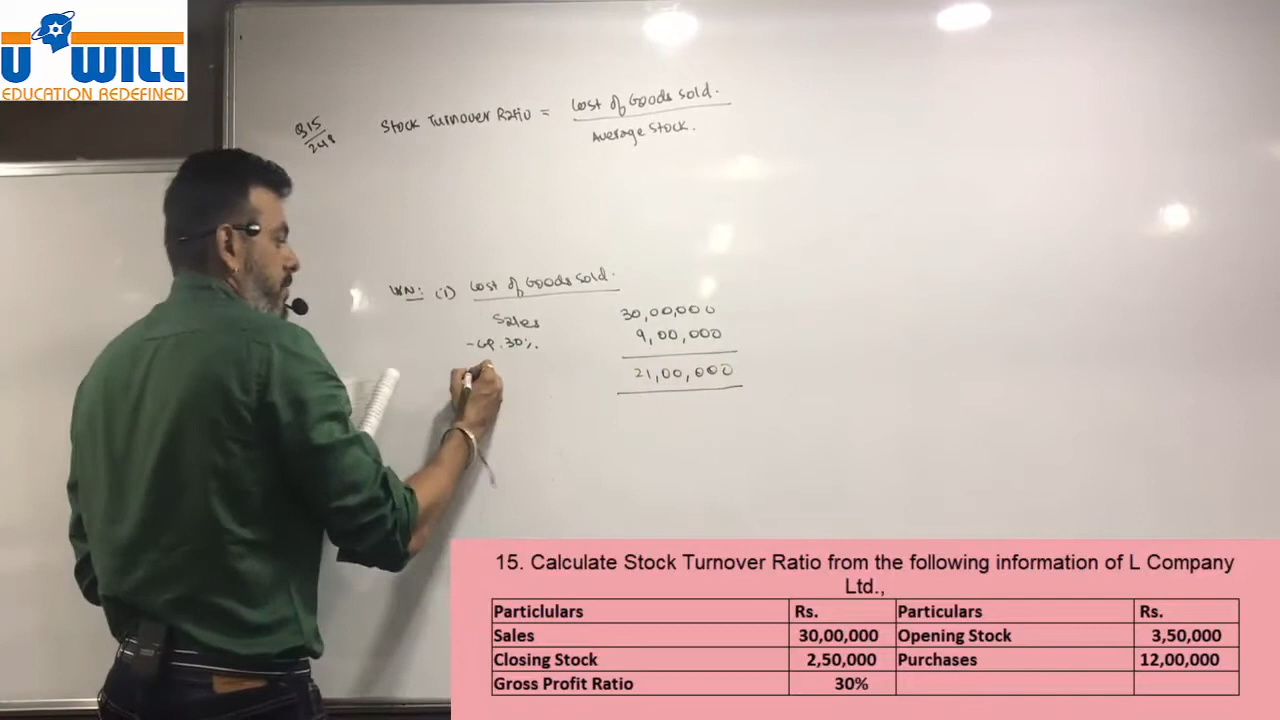 U WILL
EDUCATION REDEFINED
315/248
Stock Turnover Ratio = Cost of Goods Sold. / Average Stock.
WN: (1) Cost of Goods Sold.
Sales 30,00,000
- GP. 30% 9,00,000
21,00,000
15. Calculate Stock Turnover Ratio from the following information of L Company
Ltd.,
Particlulars Rs. Particulars Rs.
Sales 30,00,000 Opening Stock 3,50,000
Closing Stock 2,50,000 Purchases 12,00,000
Gross Profit Ratio 30%